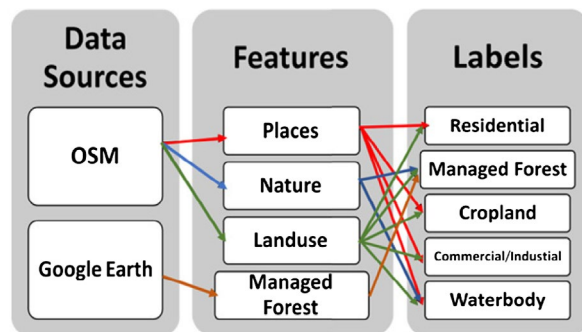 Data
Sources
OSM
Google Earth
Features
Places
Nature
Landuse
Managed
Forest
Labels
Residential
Managed Forest
Cropland
Commercial/Industial
Waterbody